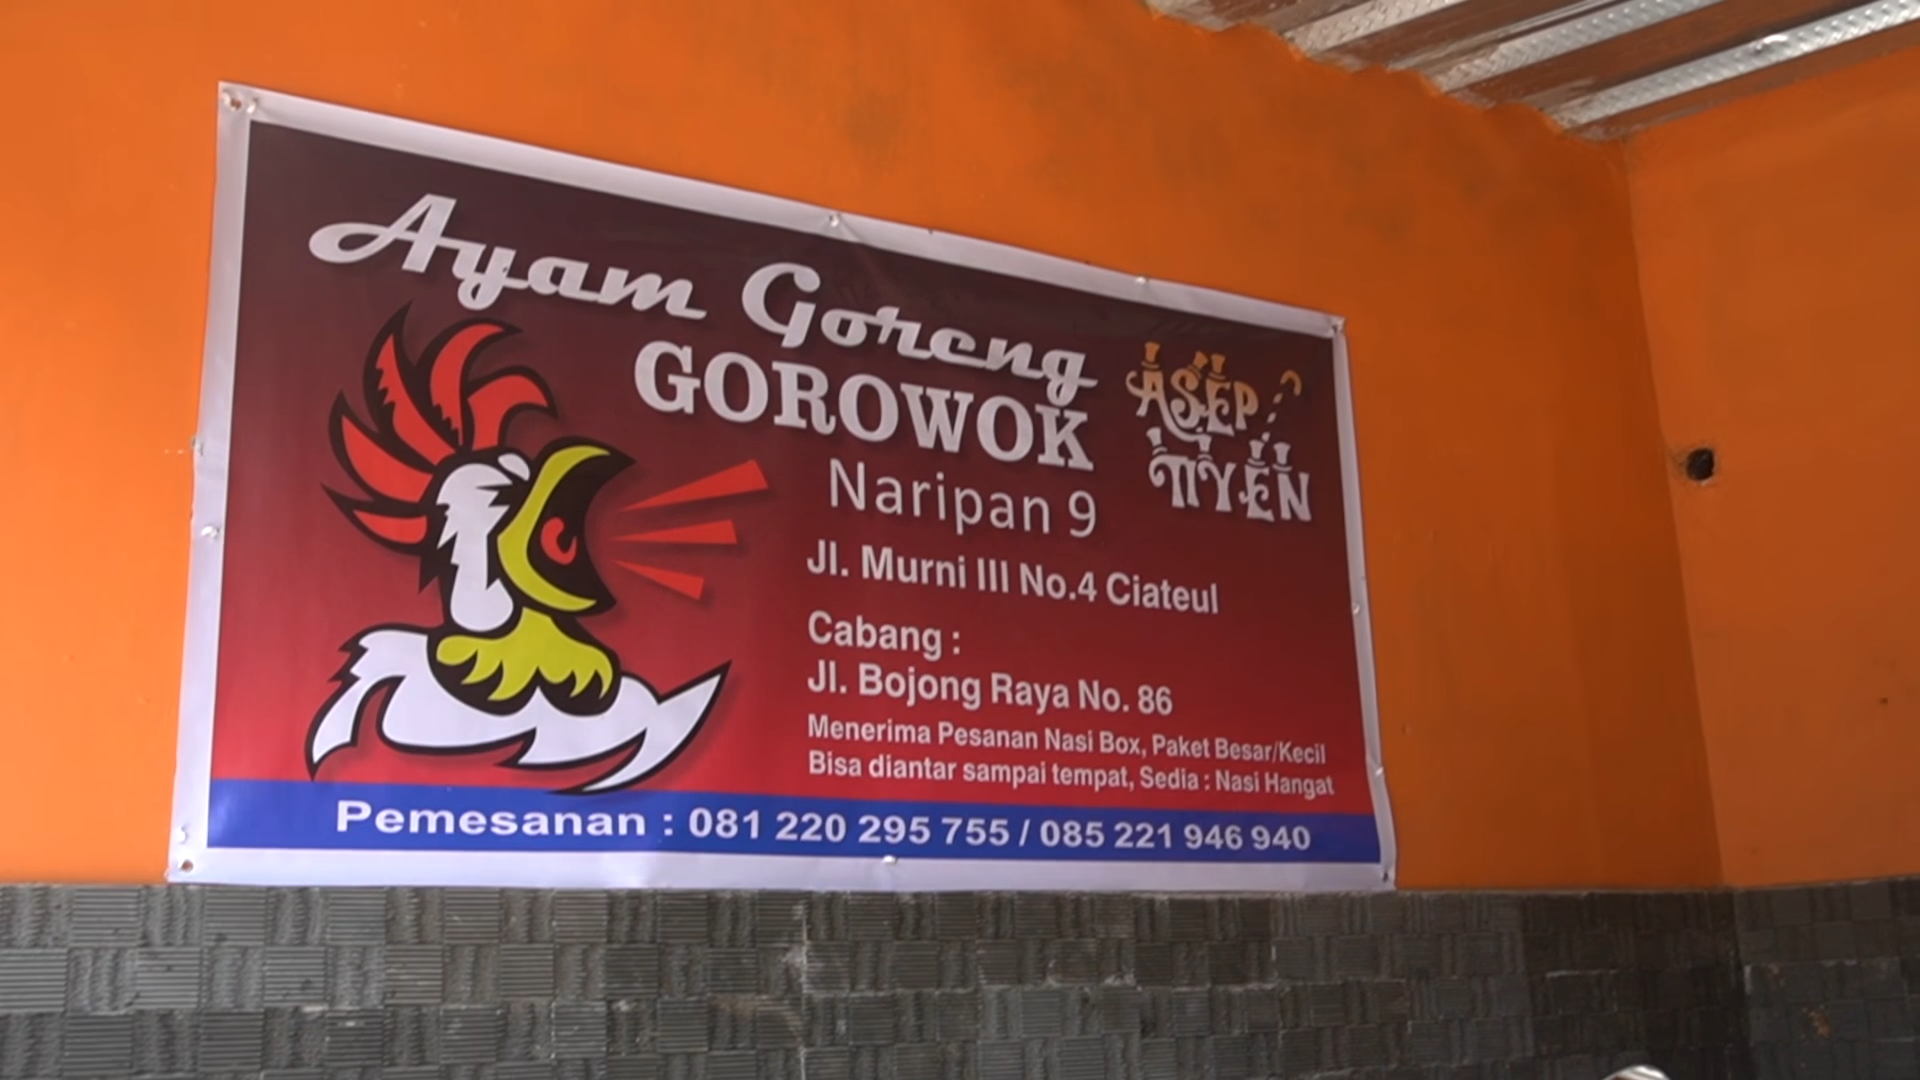 Ayam Goreng
GOROWOK
ASEP
TIYEN
Naripan 9
Jl. Murni III No.4 Ciateul
Cabang :
Jl. Bojong Raya No. 86
Menerima Pesanan Nasi Box, Paket Besar/Kecil
Bisa diantar sampai tempat, Sedia : Nasi Hangat
Pemesanan : 081 220 295 755 / 085 221 946 940